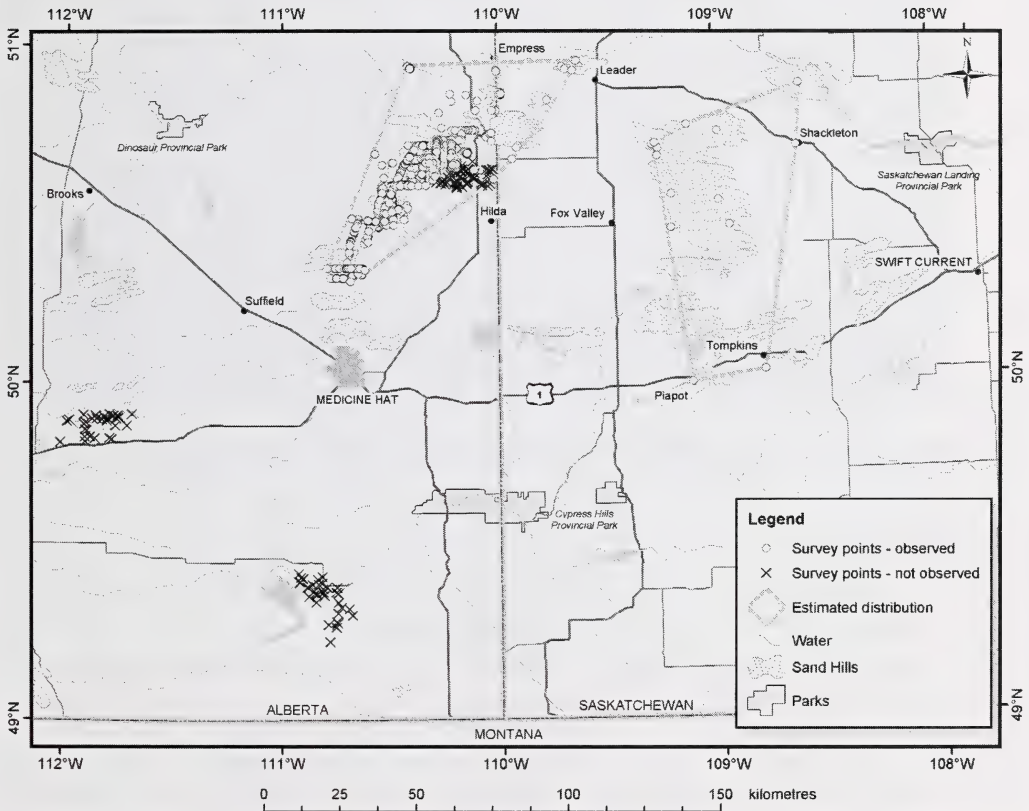 112°W 111°W 110°W 109°W 108°W
51°N
N
Empress
Leader
Dinosaur Provincial Park
Shackleton
Saskatchewan Landing
Provincial Park
Brooks
Hilda
Fox Valley
SWIFT CURRENT
Suffield
Tompkins
50°N
50°N
MEDICINE HAT
1
Piapot
Cypress Hills
Provincial Park
Legend
Survey points - observed
Survey points - not observed
Estimated distribution
Water
Sand Hills
Parks
ALBERTA
SASKATCHEWAN
49°N
49°N
MONTANA
112°W 111°W 110°W 109°W 108°W
0 25 50 100 150 kilometres